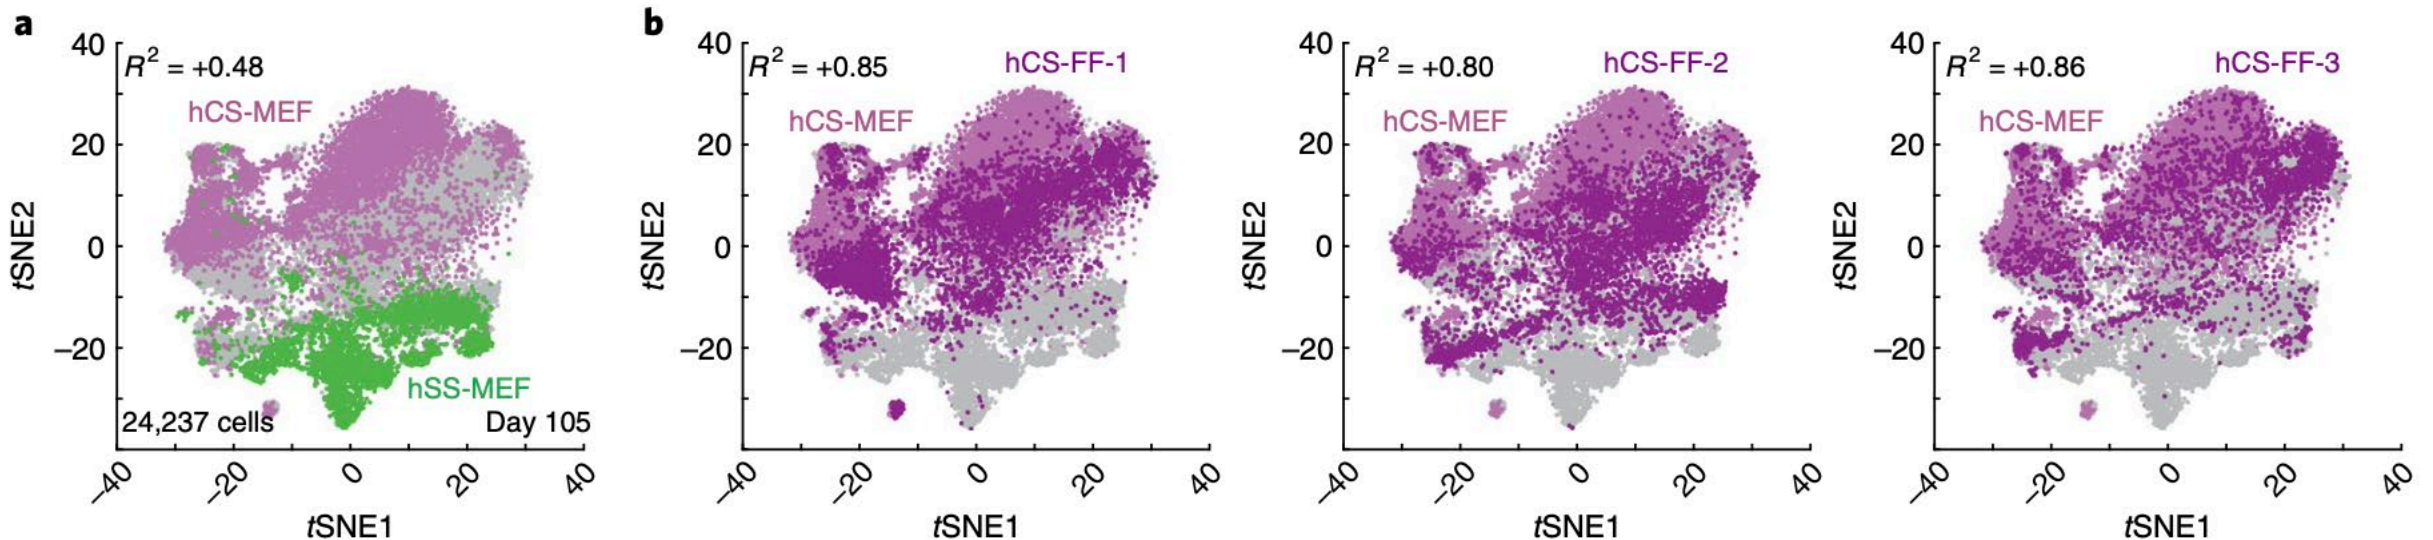 a
R² = +0.48
hCS-MEF
hSS-MEF
24,237 cells
Day 105
40
20
0
–20
tSNE2
–40
–20
0
20
40
tSNE1
b
R² = +0.85
hCS-FF-1
hCS-MEF
40
20
0
–20
tSNE2
–40
–20
0
20
40
tSNE1
R² = +0.80
hCS-FF-2
hCS-MEF
40
20
0
–20
tSNE2
–40
–20
0
20
40
tSNE1
R² = +0.86
hCS-FF-3
hCS-MEF
40
20
0
–20
tSNE2
–40
–20
0
20
40
tSNE1